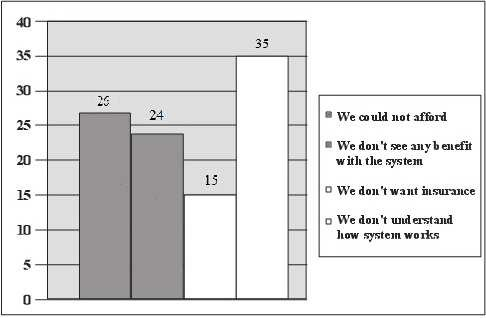 40
35
30
25
20
15
10
5
0
26
24
15
35
We could not afford
We don't see any benefit
with the system
We don't want insurance
We don't understand
how system works